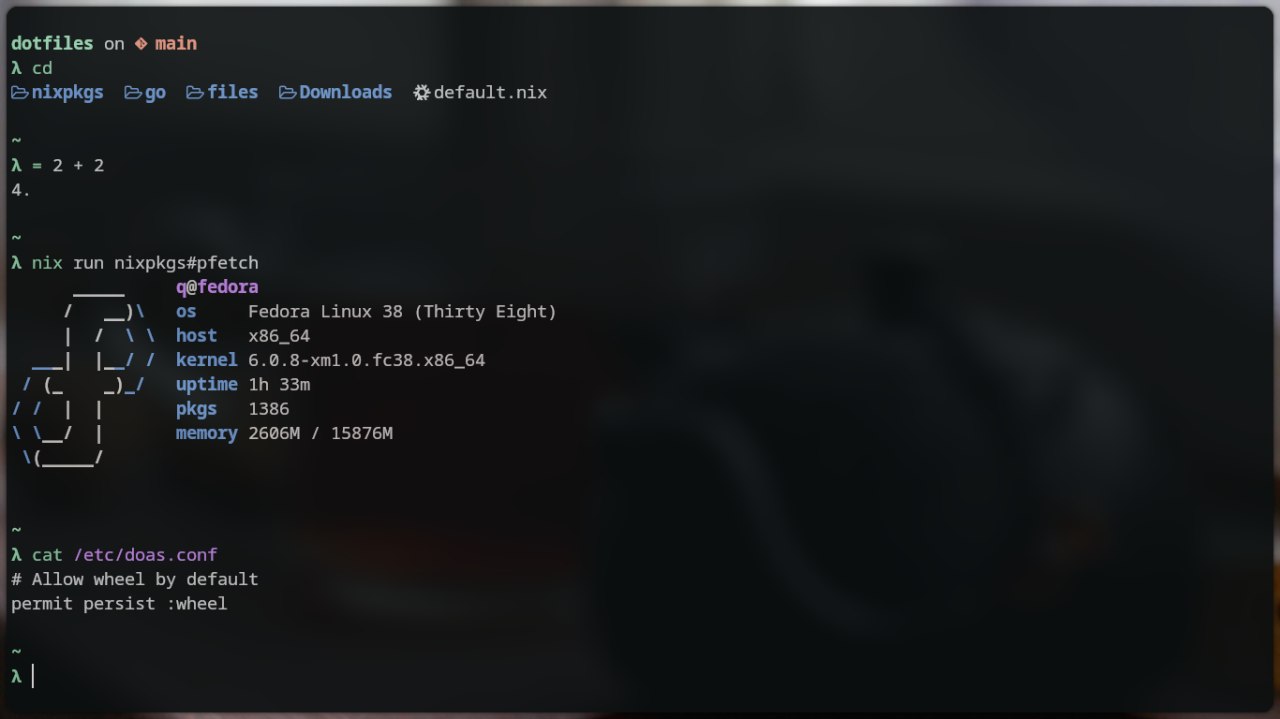 dotfiles on main
λ cd
nixpkgs go files Downloads default.nix
~
λ = 2 + 2
4.
~
λ nix run nixpkgs#pfetch
q@fedora
os Fedora Linux 38 (Thirty Eight)
host x86_64
kernel 6.0.8-xm1.0.fc38.x86_64
uptime 1h 33m
pkgs 1386
memory 2606M / 15876M
~
λ cat /etc/doas.conf
# Allow wheel by default
permit persist :wheel
~
λ